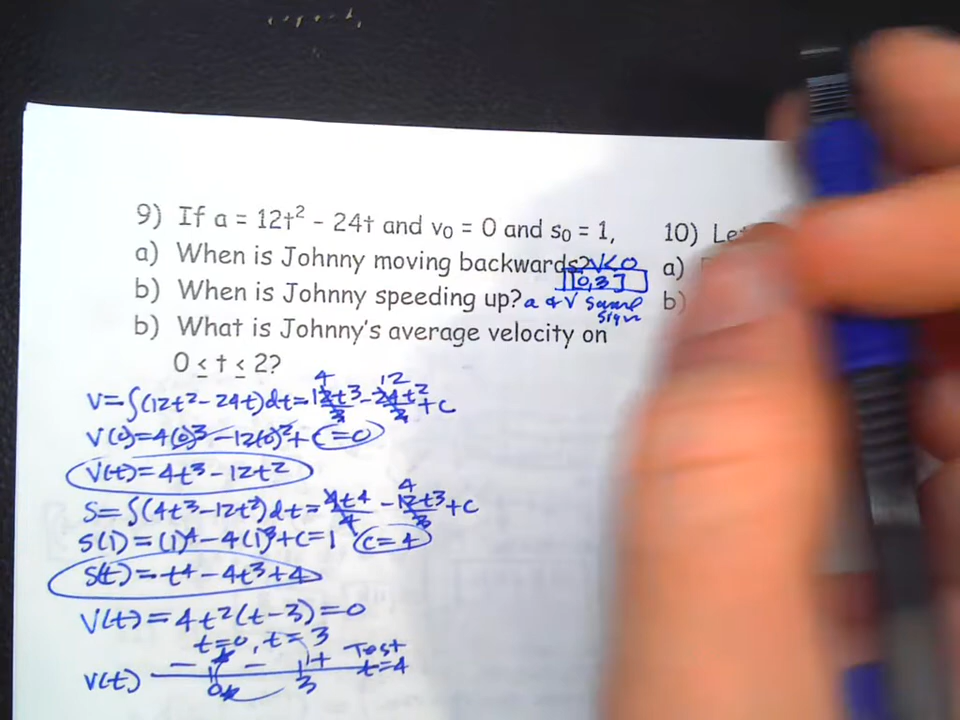 9) If a = 12t² - 24t and v₀ = 0 and s₀ = 1,
a) When is Johnny moving backwards? V<0
[0,3]
b) When is Johnny speeding up? a & V same sign
b) What is Johnny's average velocity on
0 ≤ t ≤ 2?
V=∫(12t²-24t)dt=12t³/3 - 24t²/2 +C
4 12
V(0)=4(0)³-12(0)²+C=0
V(t)=4t³-12t²
S=∫(4t³-12t²)dt=4t⁴/4 - 12t³/3 +C
4
S(1)=(1)⁴-4(1)³+C=1 C=4
S(t)=t⁴-4t³+4
V(t)=4t²(t-3)=0
t=0, t=3
- - + Test
V(t) 0 3 t=4
10) Le
a)
b)